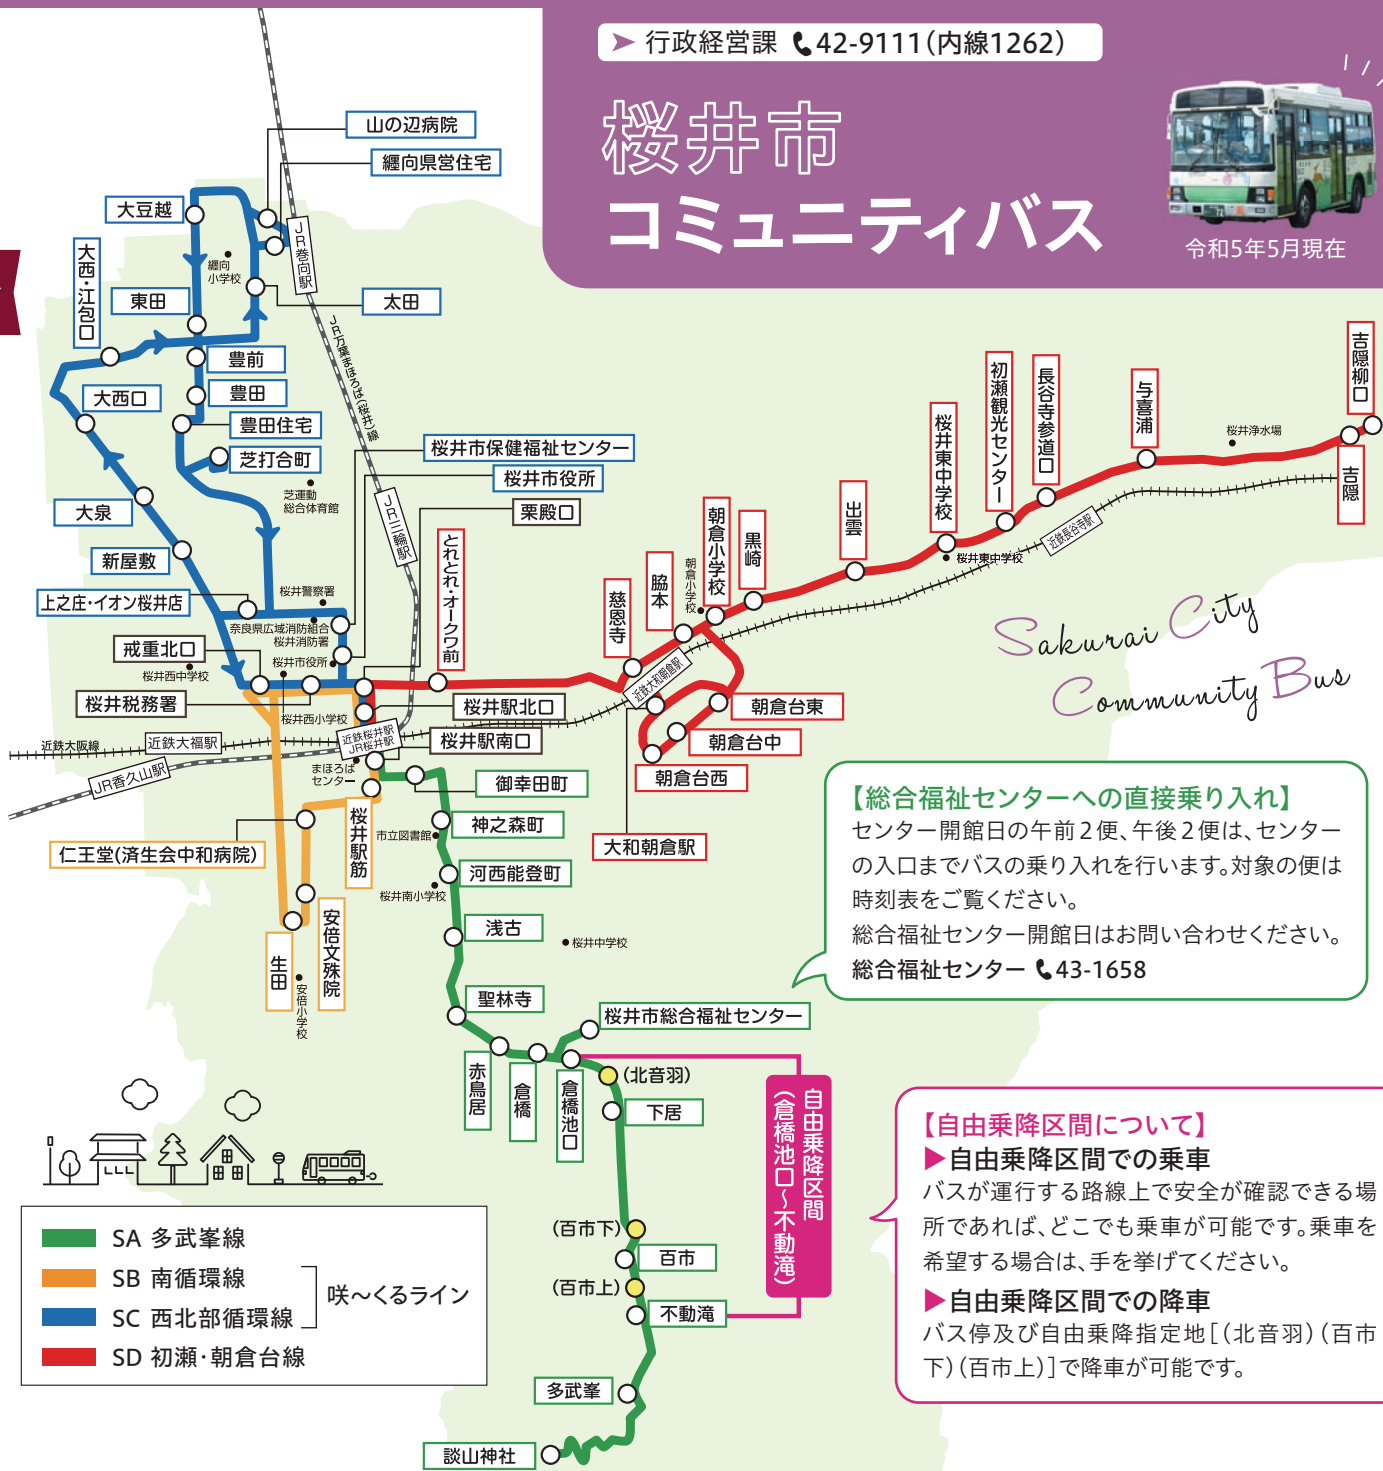 行政経営課 42-9111(内線1262)
桜井市
コミュニティバス
令和5年5月現在
山の辺病院
纒向県営住宅
大豆越
JR巻向駅
纒向
小学校
大西・江包口
東田
太田
JR万葉まほろば(桜井)線
豊前
豊田
大西口
豊田住宅
芝打合町
桜井市保健福祉センター
桜井市役所
芝運動
総合体育館
大泉
粟殿口
JR三輪駅
とれとれ・オークワ前
新屋敷
上之庄・イオン桜井店
桜井警察署
奈良県広域消防組合
桜井消防署
戒重北口
桜井市役所
桜井西中学校
桜井税務署
桜井西小学校
桜井駅北口
近鉄大阪線
近鉄大福駅
近鉄桜井駅
JR桜井駅
桜井駅南口
JR香久山駅
まほろば
センター
御幸田町
桜井駅筋
市立図書館
神之森町
仁王堂(済生会中和病院)
河西能登町
桜井南小学校
浅古
安倍文殊院
生田
安倍小学校
桜井中学校
聖林寺
桜井市総合福祉センター
赤鳥居
倉橋
倉橋池口
(北音羽)
下居
自由乗降区間
(倉橋池口〜不動滝)
(百市下)
百市
(百市上)
不動滝
多武峯
談山神社
慈恩寺
脇本
朝倉小学校
朝倉小学校
黒崎
出雲
桜井東中学校
桜井東中学校
初瀬観光センター
長谷寺参道口
与喜浦
桜井浄水場
吉隠柳口
吉隠
近鉄長谷寺駅
近鉄大和朝倉駅
朝倉台東
朝倉台中
朝倉台西
大和朝倉駅
Sakurai City
Community Bus
【総合福祉センターへの直接乗り入れ】
センター開館日の午前2便、午後2便は、センター
の入口までバスの乗り入れを行います。対象の便は
時刻表をご覧ください。
総合福祉センター開館日はお問い合わせください。
総合福祉センター 43-1658
【自由乗降区間について】
▶自由乗降区間での乗車
バスが運行する路線上で安全が確認できる場
所であれば、どこでも乗車が可能です。乗車を
希望する場合は、手を挙げてください。
▶自由乗降区間での降車
バス停及び自由乗降指定地[(北音羽)(百市
下)(百市上)]で降車が可能です。
SA 多武峯線
SB 南循環線
SC 西北部循環線
咲〜くるライン
SD 初瀬・朝倉台線